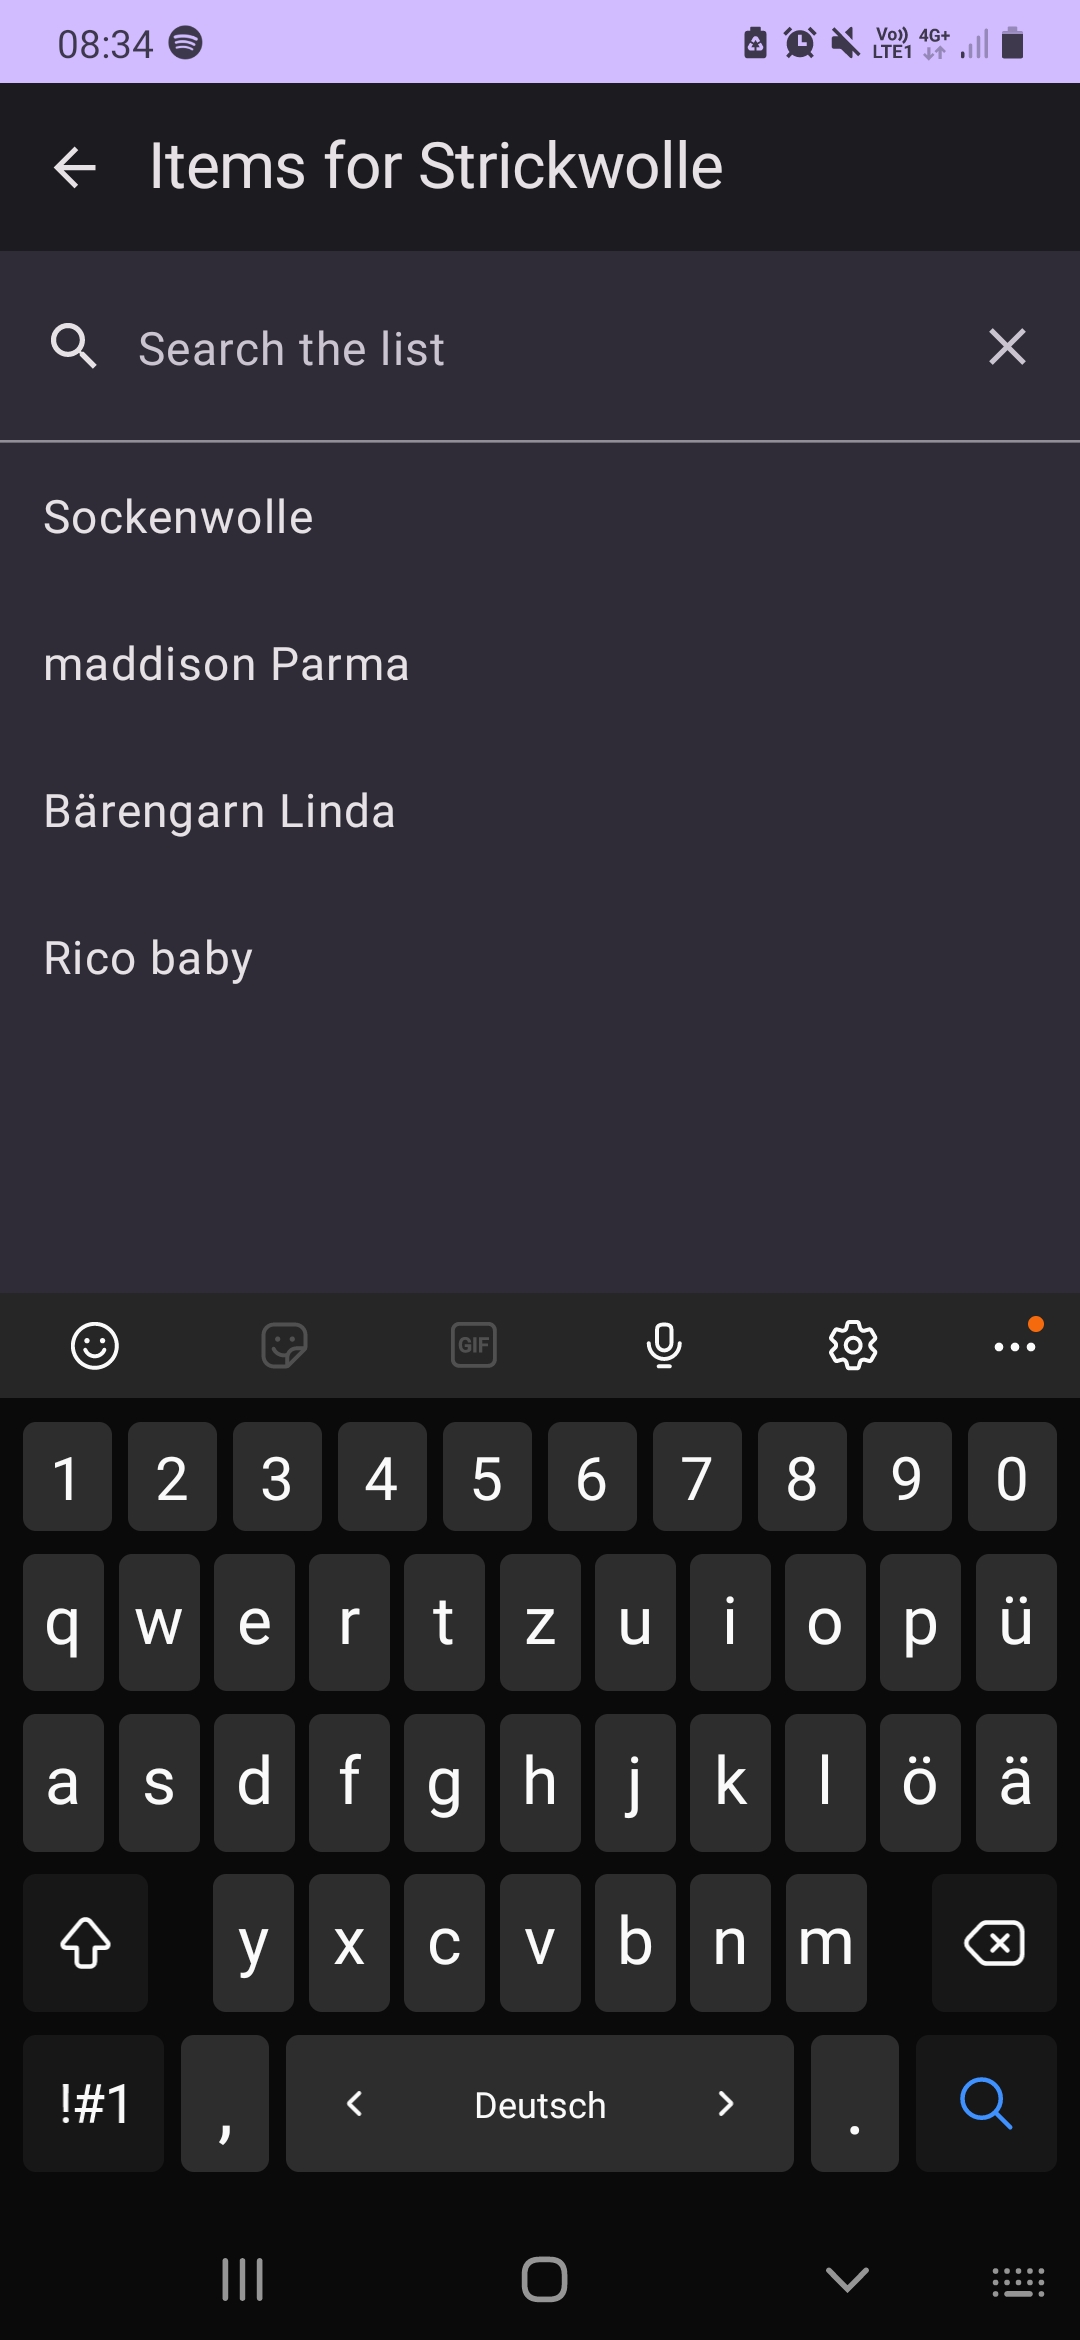 08:34
Vo)) LTE1 4G+
Items for Strickwolle
Search the list
Sockenwolle
maddison Parma
Bärengarn Linda
Rico baby
GIF
1 2 3 4 5 6 7 8 9 0
q w e r t z u i o p ü
a s d f g h j k l ö ä
y x c v b n m
!#1 , < Deutsch > .